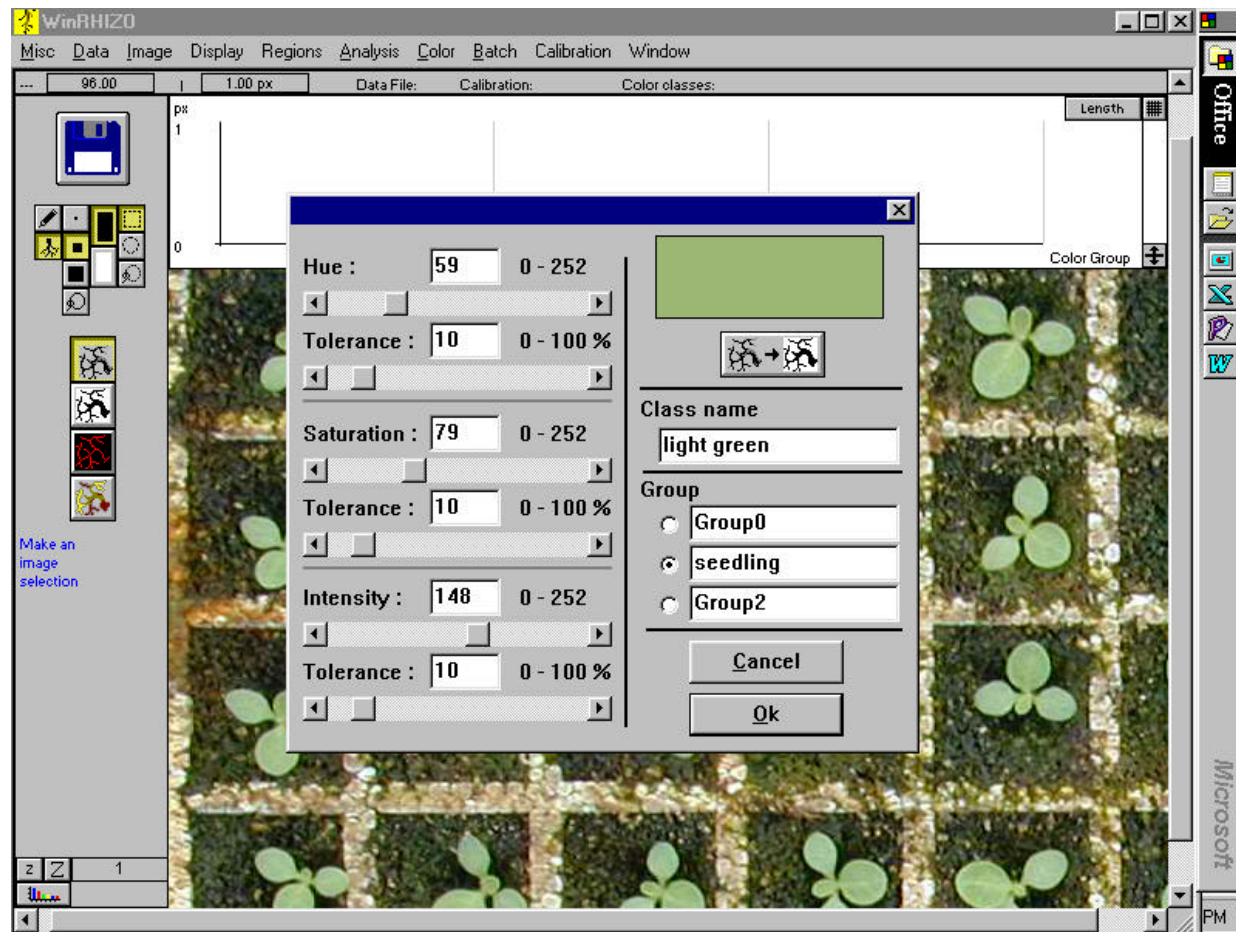 WinRHIZO
Misc Data Image Display Regions Analysis Color Batch Calibration Window
--- 96.00 | 1.00 px Data File: Calibration: Color classes:
px
1
Length
0
Color Group
Hue : 59 0 - 252
Tolerance : 10 0 - 100 %
Saturation : 79 0 - 252
Tolerance : 10 0 - 100 %
Intensity : 148 0 - 252
Tolerance : 10 0 - 100 %
Class name
light green
Group
Group0
seedling
Group2
Cancel
Ok
Make an
image
selection
z Z 1
Office
W
Microsoft
PM